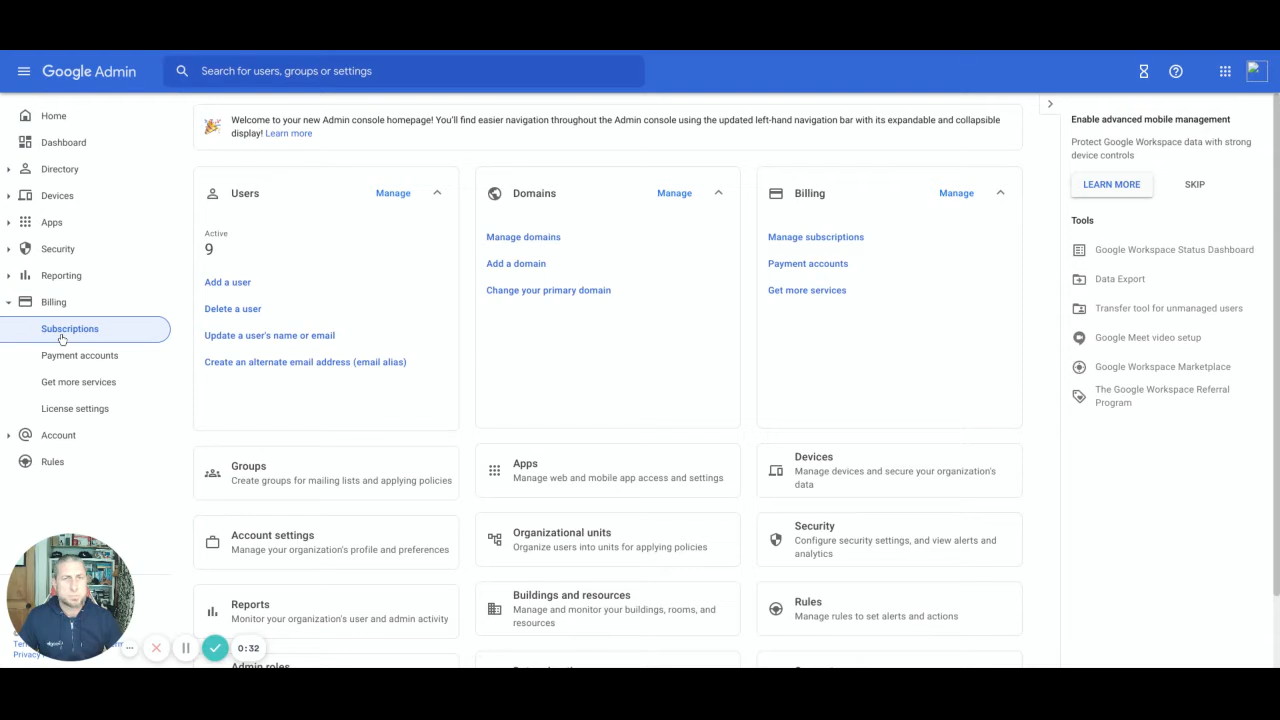 Google Admin
Search for users, groups or settings
Home
Dashboard
Directory
Devices
Apps
Security
Reporting
Billing
Subscriptions
Payment accounts
Get more services
License settings
Account
Rules
Welcome to your new Admin console homepage! You'll find easier navigation throughout the Admin console using the updated left-hand navigation bar with its expandable and collapsible
display! Learn more
Users
Manage
Active
9
Add a user
Delete a user
Update a user's name or email
Create an alternate email address (email alias)
Domains
Manage
Manage domains
Add a domain
Change your primary domain
Billing
Manage
Manage subscriptions
Payment accounts
Get more services
Groups
Create groups for mailing lists and applying policies
Apps
Manage web and mobile app access and settings
Devices
Manage devices and secure your organization's
data
Account settings
Manage your organization's profile and preferences
Organizational units
Organize users into units for applying policies
Security
Configure security settings, and view alerts and
analytics
Reports
Monitor your organization's user and admin activity
Buildings and resources
Manage and monitor your buildings, rooms, and
resources
Rules
Manage rules to set alerts and actions
Admin roles
Enable advanced mobile management
Protect Google Workspace data with strong
device controls
LEARN MORE
SKIP
Tools
Google Workspace Status Dashboard
Data Export
Transfer tool for unmanaged users
Google Meet video setup
Google Workspace Marketplace
The Google Workspace Referral
Program
0:32